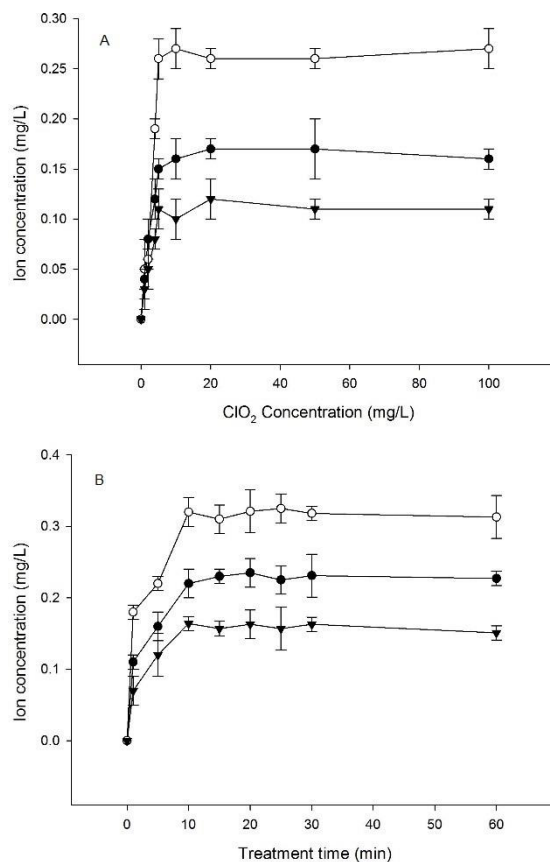 A
0.30
0.25
0.20
0.15
0.10
0.05
0.00
Ion concentration (mg/L)
0 20 40 60 80 100
ClO₂ Concentration (mg/L)
B
0.4
0.3
0.2
0.1
0.0
Ion concentration (mg/L)
0 10 20 30 40 50 60
Treatment time (min)